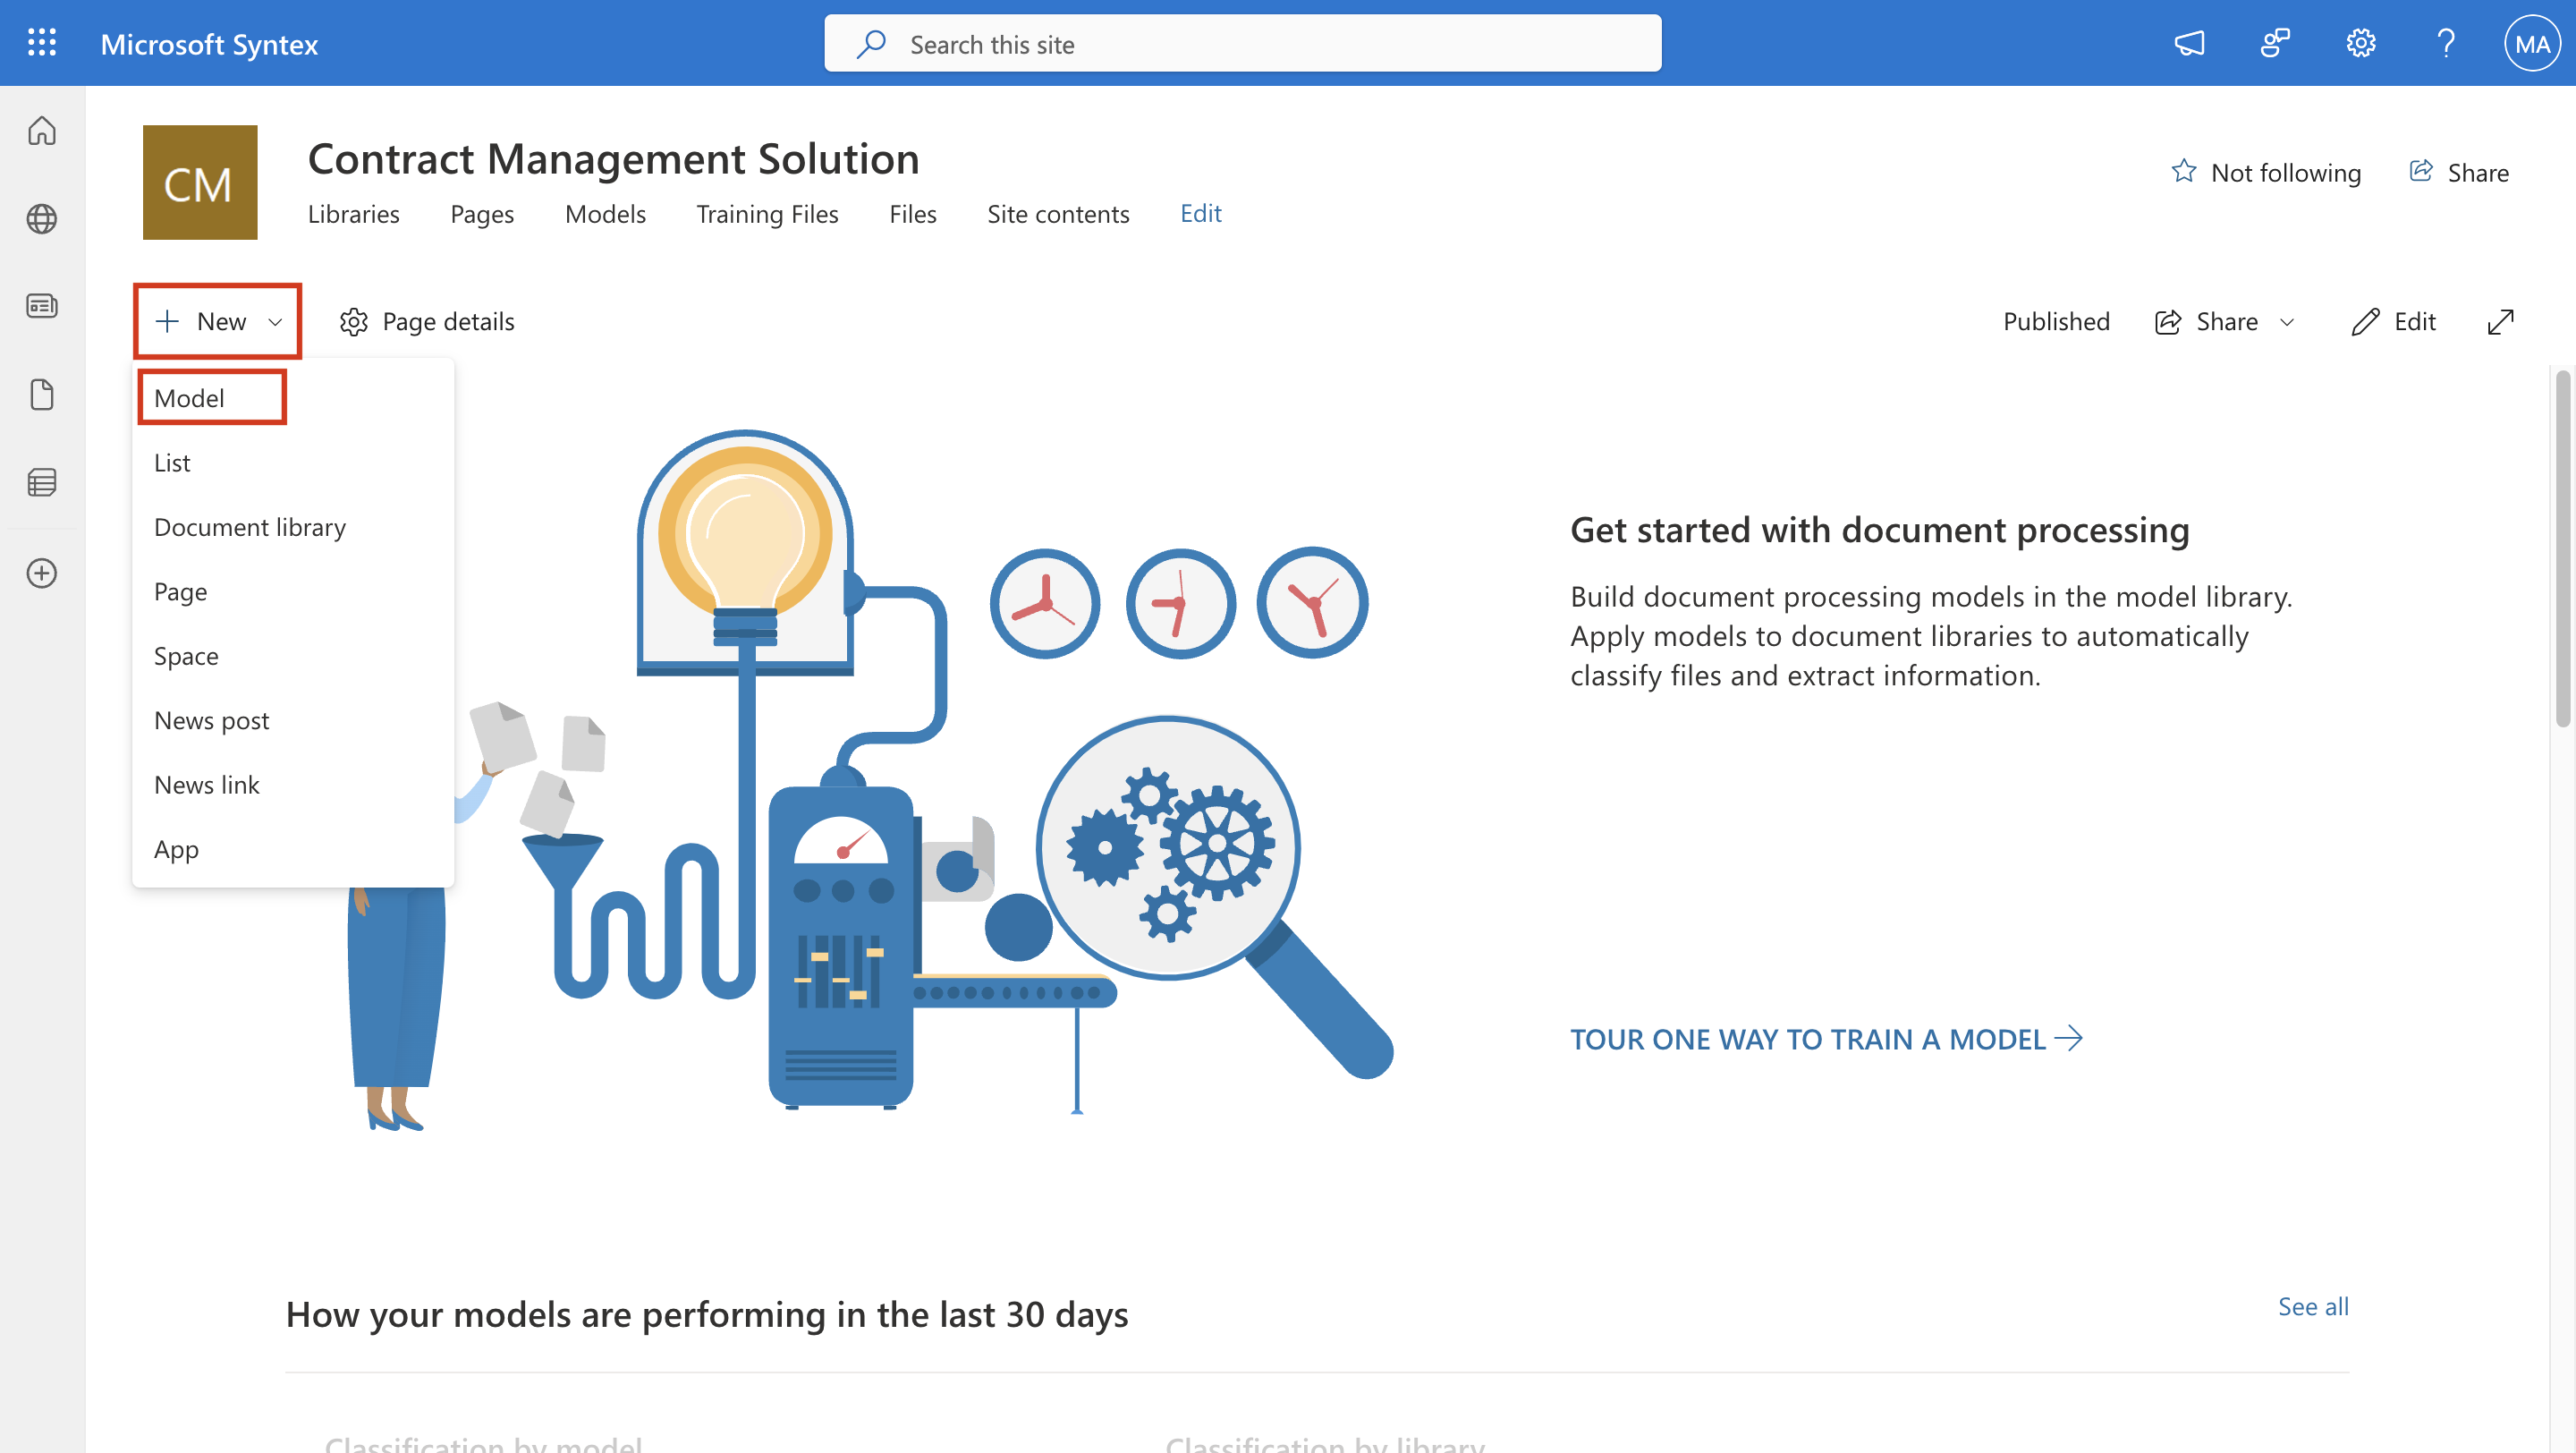 Microsoft Syntex
Search this site
MA
CM
Contract Management Solution
Libraries Pages Models Training Files Files Site contents Edit
Not following Share
New Page details
Published Share Edit
Model
List
Document library
Page
Space
News post
News link
App
Get started with document processing
Build document processing models in the model library.
Apply models to document libraries to automatically
classify files and extract information.
TOUR ONE WAY TO TRAIN A MODEL
How your models are performing in the last 30 days
See all
Classification by model
Classification by library